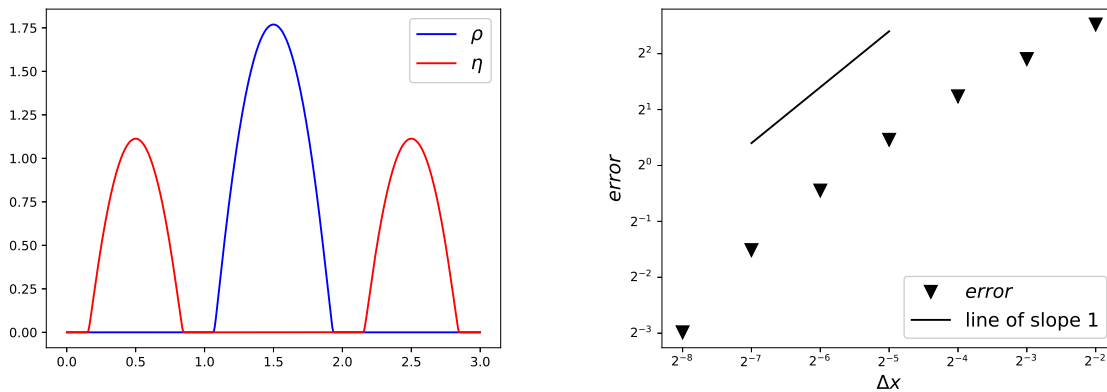 1.75
1.50
1.25
1.00
0.75
0.50
0.25
0.00
0.0 0.5 1.0 1.5 2.0 2.5 3.0
ρ
η
error
2^2
2^1
2^0
2^{-1}
2^{-2}
2^{-3}
2^{-8} 2^{-7} 2^{-6} 2^{-5} 2^{-4} 2^{-3} 2^{-2}
Δx
error
line of slope 1